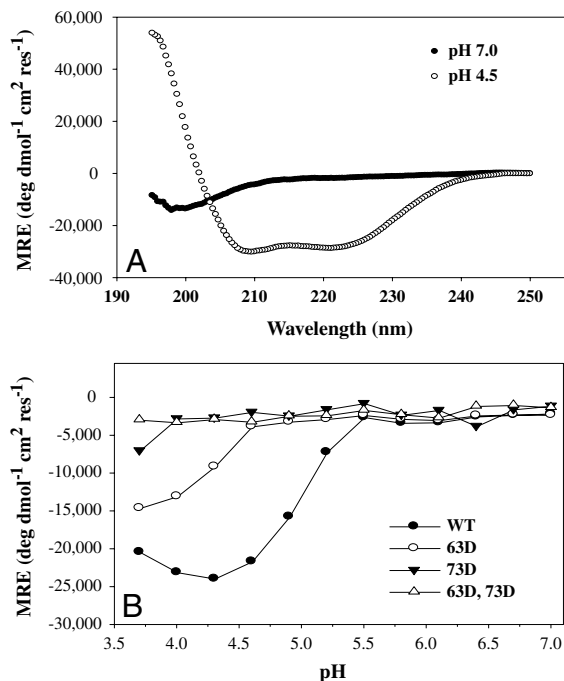 60,000
40,000
20,000
0
-20,000
-40,000
MRE (deg dmol⁻¹ cm² res⁻¹)
pH 7.0
pH 4.5
A
190 200 210 220 230 240 250
Wavelength (nm)
0
-5,000
-10,000
-15,000
-20,000
-25,000
-30,000
MRE (deg dmol⁻¹ cm² res⁻¹)
WT
63D
73D
63D, 73D
B
3.5 4.0 4.5 5.0 5.5 6.0 6.5 7.0
pH